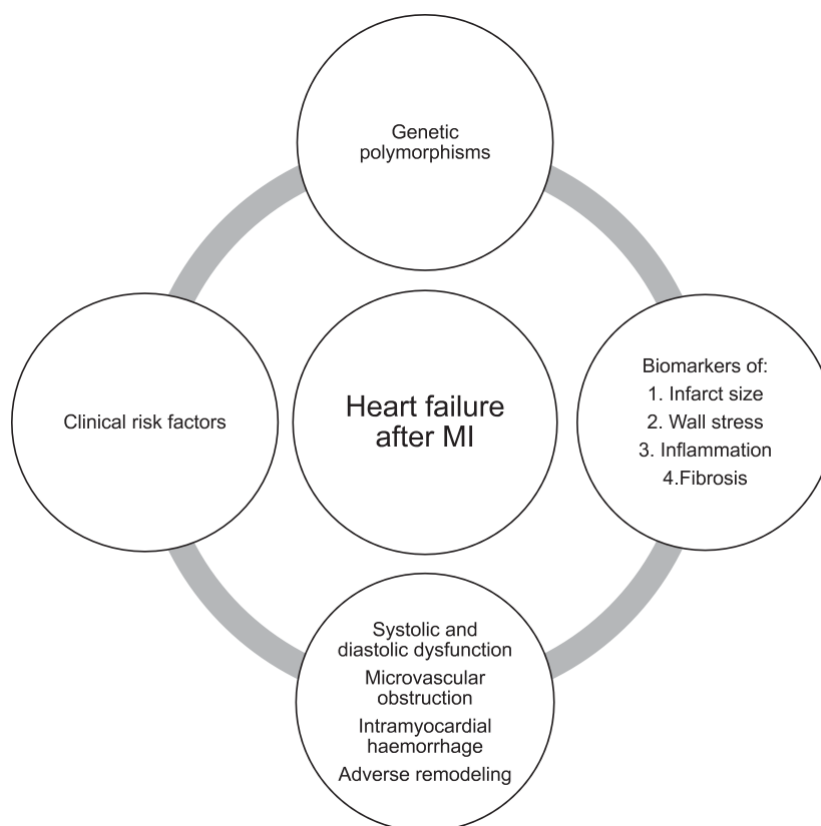 Genetic
polymorphisms
Clinical risk factors
Heart failure
after MI
Biomarkers of:
1. Infarct size
2. Wall stress
3. Inflammation
4.Fibrosis
Systolic and
diastolic dysfunction
Microvascular
obstruction
Intramyocardial
haemorrhage
Adverse remodeling